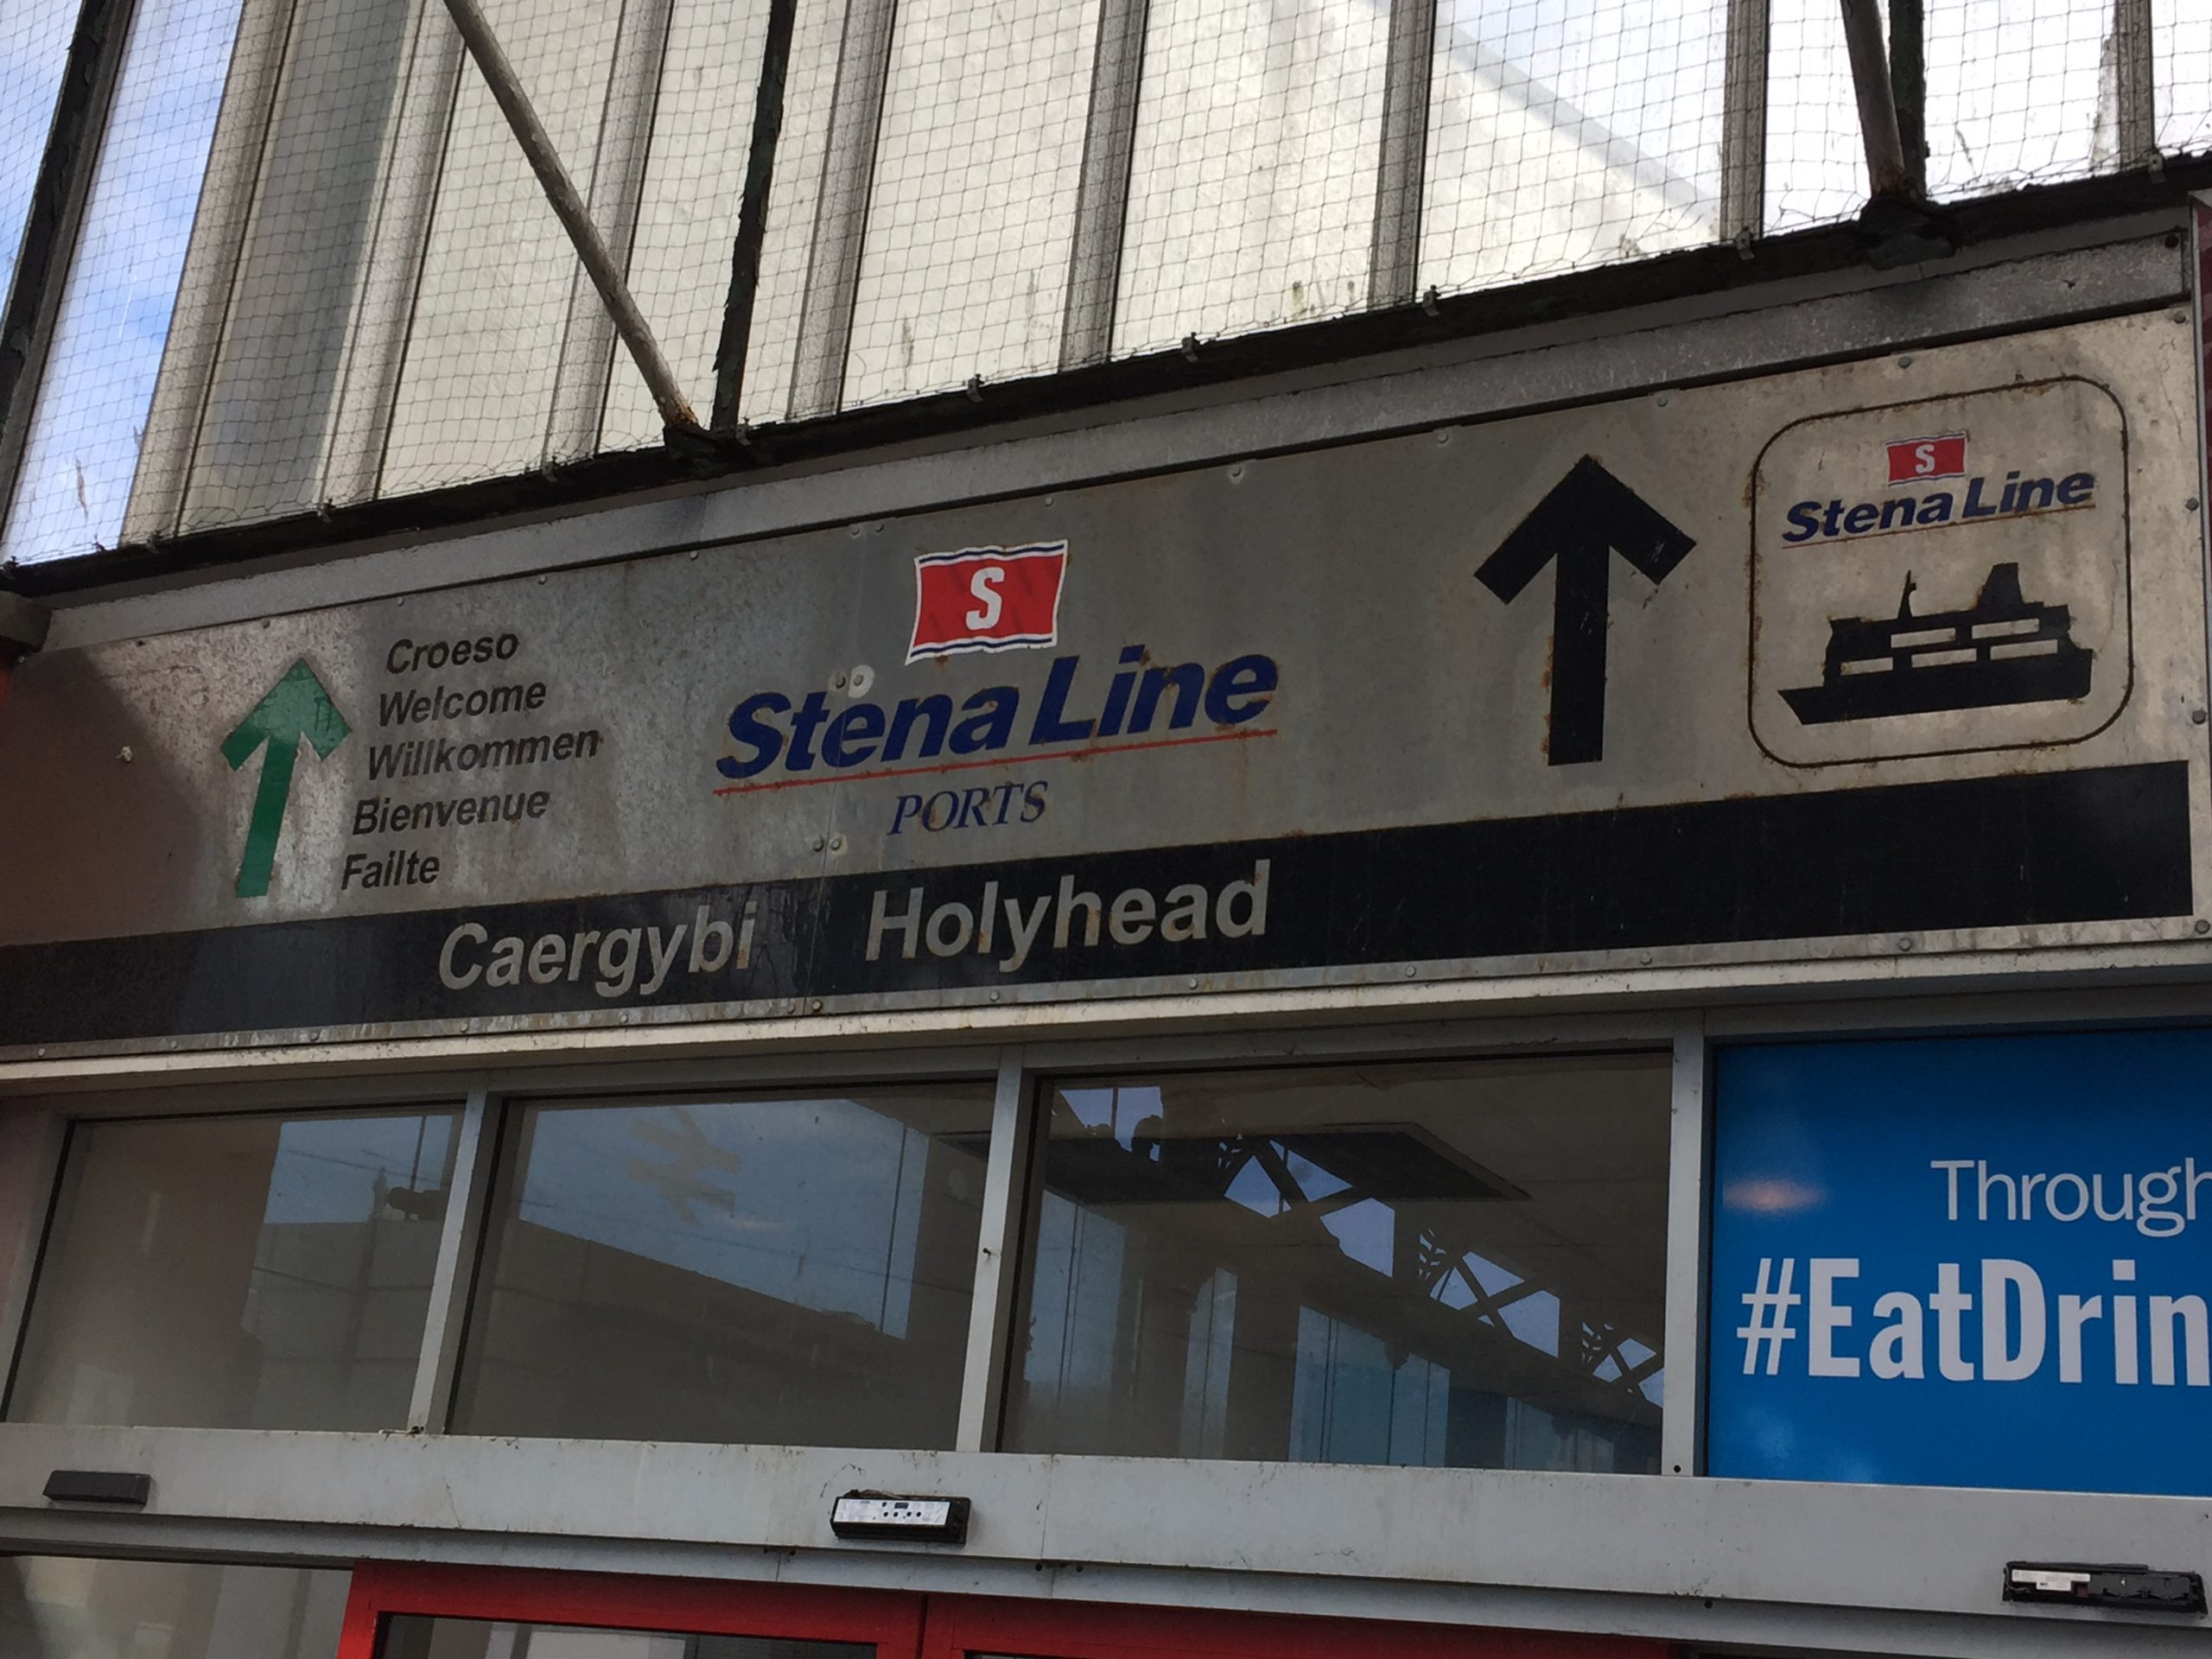 Croeso
Welcome
Willkommen
Bienvenue
Failte
S
Stena Line
PORTS
S
Stena Line
Caergybi Holyhead
Through
#EatDrin